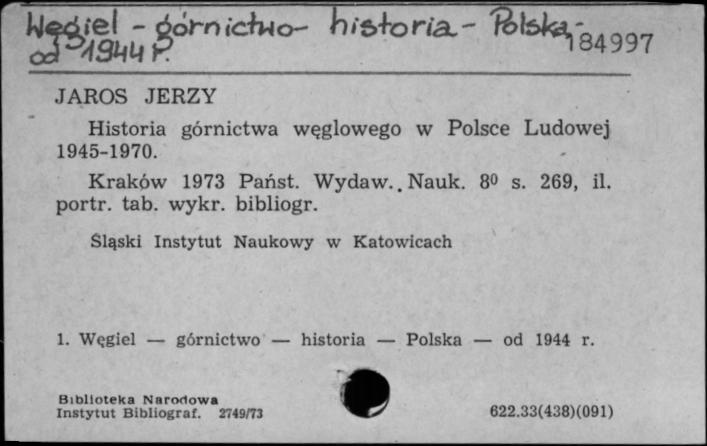 Węgiel - górnictwo - historia - Polska -
od 1944 r.
184997
JAROS JERZY
Historia górnictwa węglowego w Polsce Ludowej
1945-1970.
Kraków 1973 Państ. Wydaw. Nauk. 8⁰ s. 269, il.
portr. tab. wykr. bibliogr.
Śląski Instytut Naukowy w Katowicach
1. Węgiel — górnictwo — historia — Polska — od 1944 r.
Biblioteka Narodowa
Instytut Bibliograf. 2749/73
622.33(438)(091)